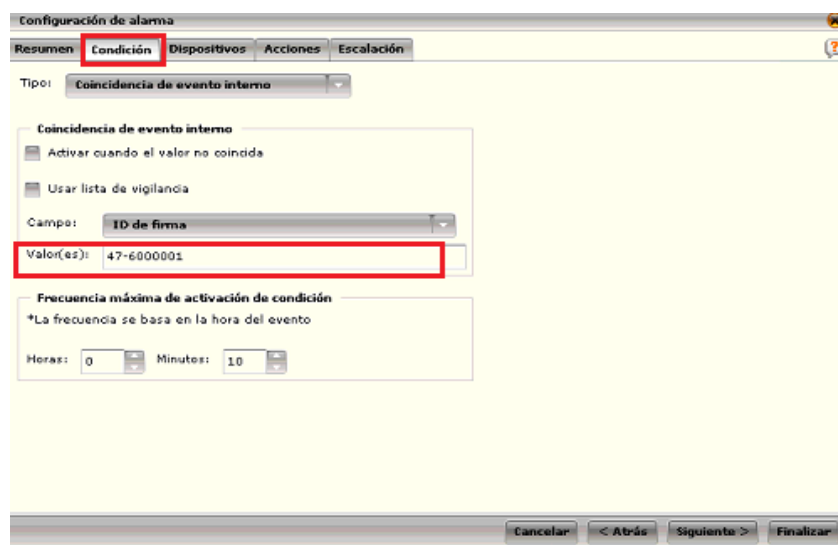 Configuración de alarma
Resumen Condición Dispositivos Acciones Escalación
Tipo: Coincidencia de evento interno
Coincidencia de evento interno
Activar cuando el valor no coincida
Usar lista de vigilancia
Campo: ID de firma
Valor(es): 47-6000001
Frecuencia máxima de activación de condición
*La frecuencia se basa en la hora del evento
Horas: 0 Minutos: 10
Cancelar < Atrás Siguiente > Finalizar